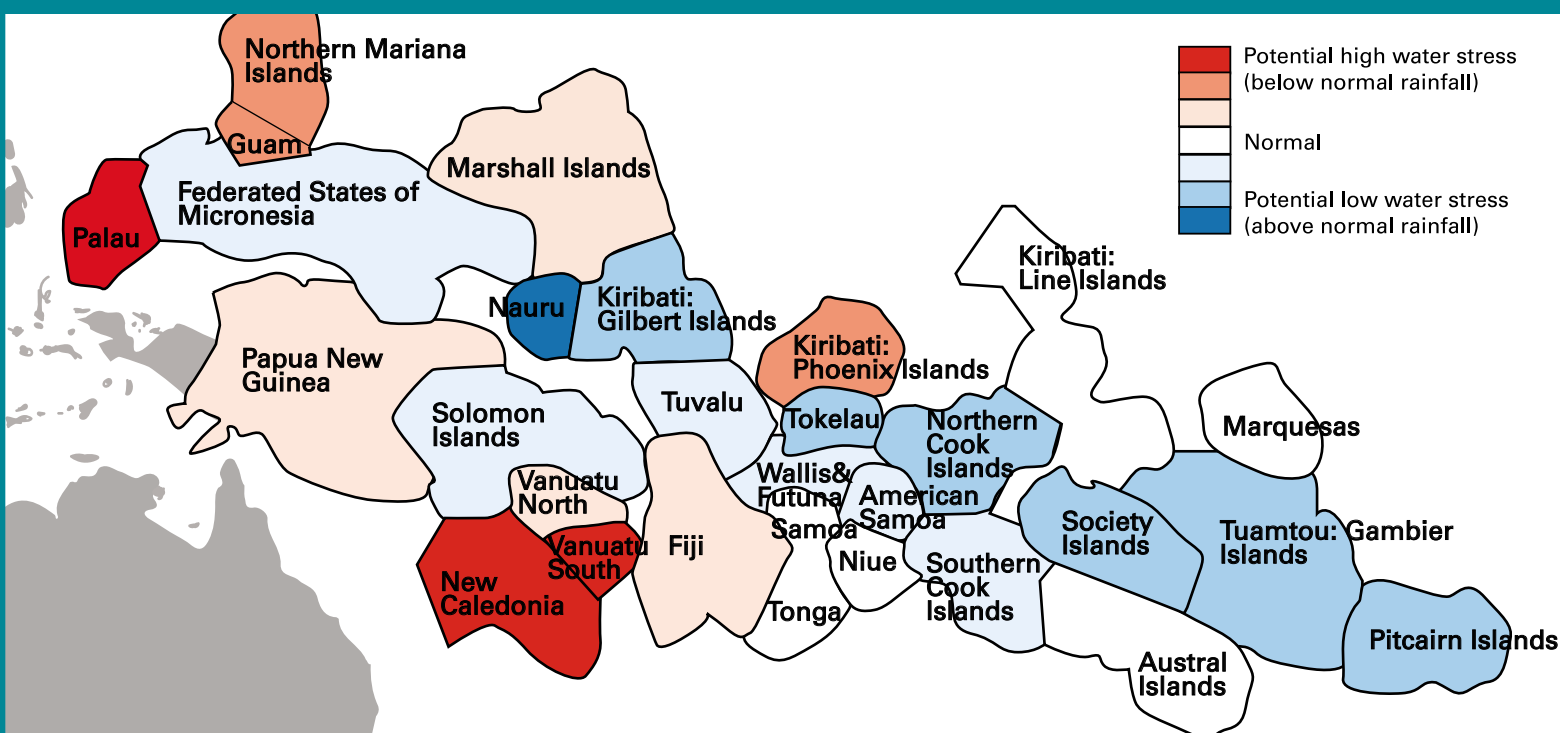 Northern Mariana
Islands
Guam
Federated States of
Micronesia
Palau
Marshall Islands
Nauru
Kiribati:
Gilbert Islands
Papua New
Guinea
Solomon
Islands
Tuvalu
Kiribati:
Phoenix Islands
Tokelau
Kiribati:
Line Islands
Northern
Cook
Islands
Marquesas
Vanuatu
North
Vanuatu
South
New
Caledonia
Fiji
Wallis&
Futuna
Samoa
American
Samoa
Niue
Tonga
Southern
Cook
Islands
Society
Islands
Tuamtou: Gambier
Islands
Austral
Islands
Pitcairn Islands
Potential high water stress
(below normal rainfall)
Normal
Potential low water stress
(above normal rainfall)